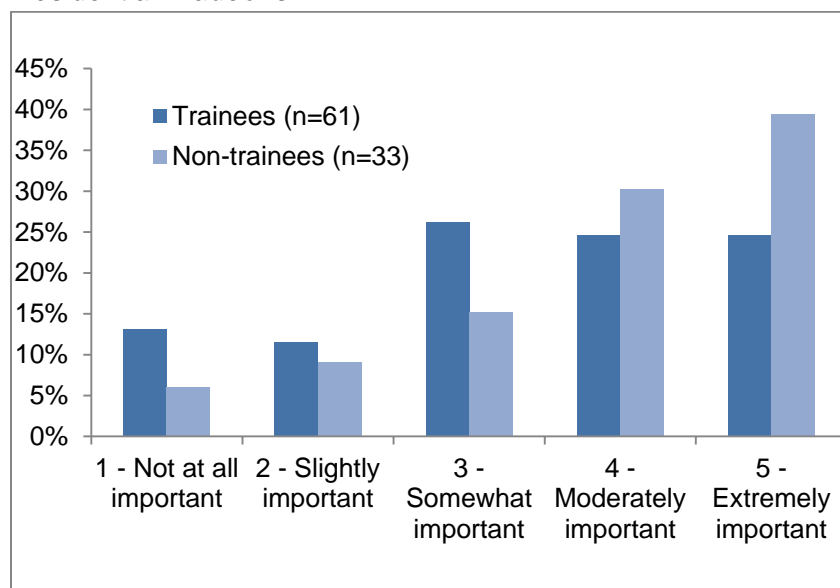 45%
40%
35%
30%
25%
20%
15%
10%
5%
0%
Trainees (n=61)
Non-trainees (n=33)
1 - Not at all important
2 - Slightly important
3 - Somewhat important
4 - Moderately important
5 - Extremely important